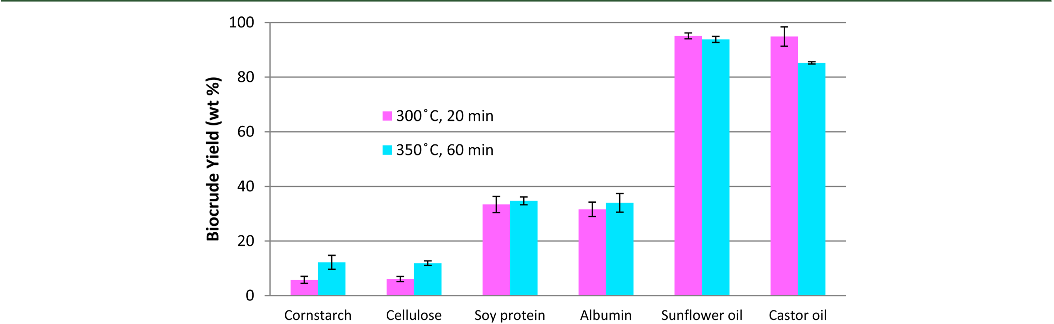 100
80
60
40
20
0
Biocrude Yield (wt %)
300˚C, 20 min
350˚C, 60 min
Cornstarch Cellulose Soy protein Albumin Sunflower oil Castor oil